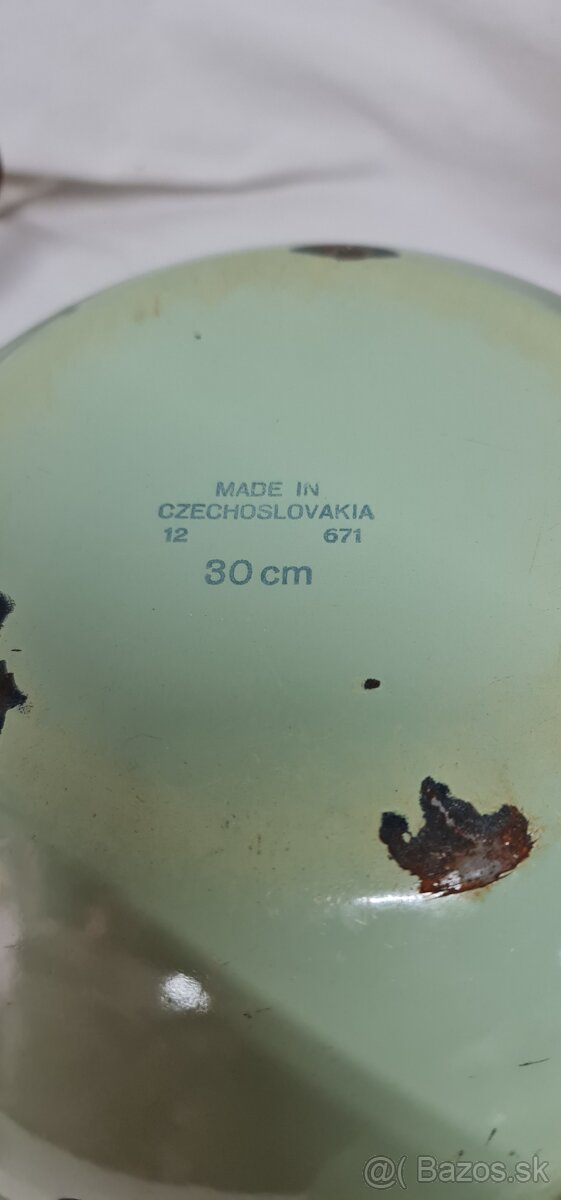 MADE IN
CZECHOSLOVAKIA
12 671
30 cm
@( Bazos.sk